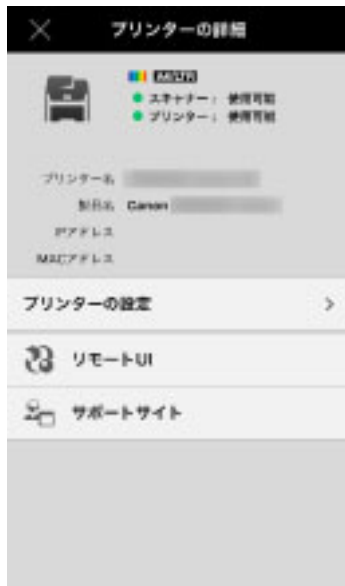 プリンターの詳細
A4/LTR
スキャナー： 使用可能
プリンター： 使用可能
プリンター名
製品名 Canon
IPアドレス
MACアドレス
プリンターの設定
リモートUI
サポートサイト